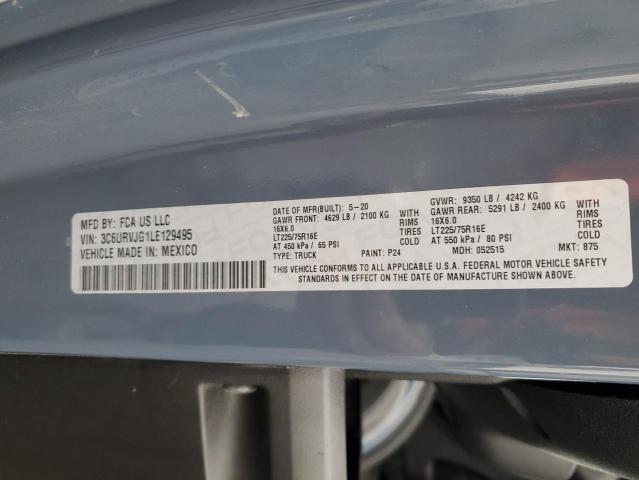 MFD BY: FCA US LLC
VIN: 3C6URVJG1LE129495
VEHICLE MADE IN: MEXICO
DATE OF MFR(BUILT): 5-20
GVWR: 9350 LB / 4242 KG
GAWR FRONT: 4629 LB / 2100 KG WITH
GAWR REAR: 5291 LB / 2400 KG WITH
16X6.0 RIMS
16X6.0 RIMS
LT225/75R16E TIRES
LT225/75R16E TIRES
AT 450 kPa / 65 PSI COLD
AT 550 kPa / 80 PSI COLD
TYPE: TRUCK PAINT: P24 MDH: 052515 MKT: 875
THIS VEHICLE CONFORMS TO ALL APPLICABLE U.S.A. FEDERAL MOTOR VEHICLE SAFETY
STANDARDS IN EFFECT ON THE DATE OF MANUFACTURE SHOWN ABOVE